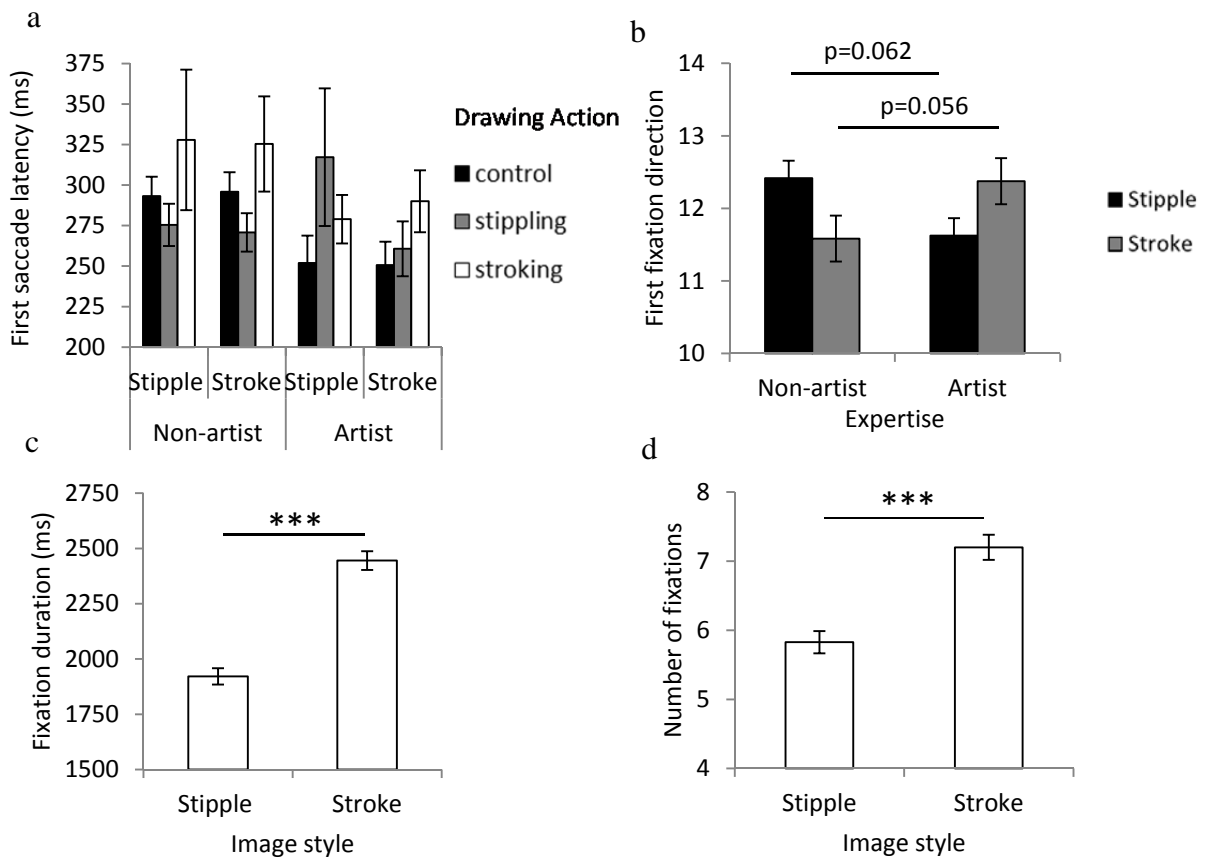 a
375
350
325
300
275
250
225
200
First saccade latency (ms)
Stipple Stroke Stipple Stroke
Non-artist Artist
Drawing Action
control
stippling
stroking
b
14
13
12
11
10
First fixation direction
p=0.062
p=0.056
Non-artist Artist
Expertise
Stipple
Stroke
c
2750
2500
2250
2000
1750
1500
Fixation duration (ms)
***
Stipple Stroke
Image style
d
8
7
6
5
4
Number of fixations
***
Stipple Stroke
Image style